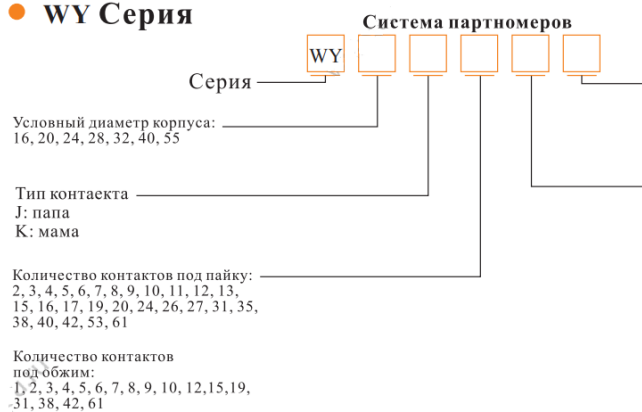 WY Серия
Система партномеров
WY
Серия
Условный диаметр корпуса:
16, 20, 24, 28, 32, 40, 55
Тип контаекта
J: папа
K: мама
Количество контактов под пайку:
2, 3, 4, 5, 6, 7, 8, 9, 10, 11, 12, 13,
15, 16, 17, 19, 20, 24, 26, 27, 31, 35,
38, 40, 42, 53, 61
Количество контактов
под обжим:
1, 2, 3, 4, 5, 6, 7, 8, 9, 10, 12,15,19,
31, 38, 42, 61